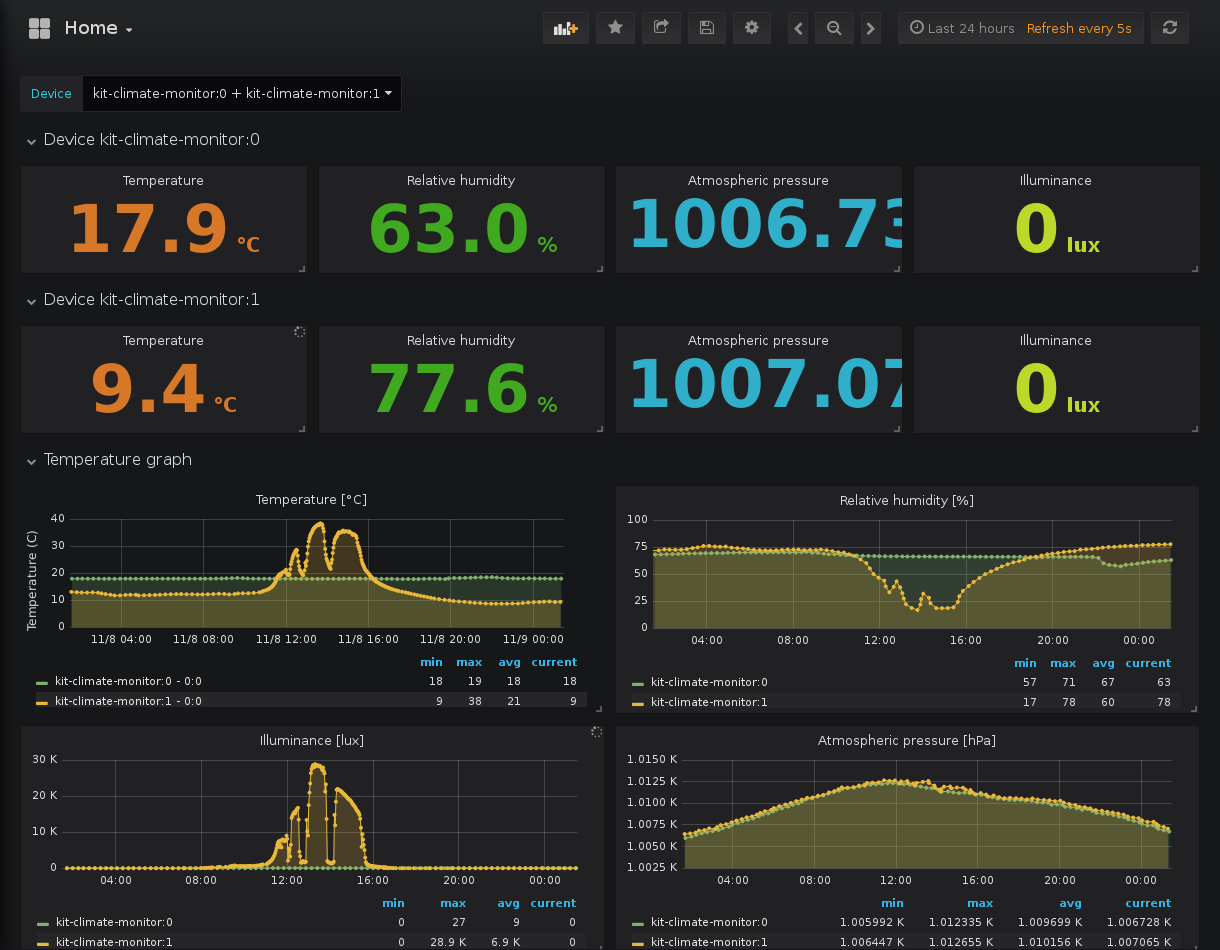 Home
Last 24 hours Refresh every 5s
Device kit-climate-monitor:0 + kit-climate-monitor:1
Device kit-climate-monitor:0
Temperature Relative humidity Atmospheric pressure Illuminance
17.9 °C 63.0 % 1006.73 0 lux
Device kit-climate-monitor:1
Temperature Relative humidity Atmospheric pressure Illuminance
9.4 °C 77.6 % 1007.07 0 lux
Temperature graph
Temperature [°C]
Temperature (C)
40
30
20
10
0
11/8 04:00 11/8 08:00 11/8 12:00 11/8 16:00 11/8 20:00 11/9 00:00
min max avg current
kit-climate-monitor:0 - 0:0 18 19 18 18
kit-climate-monitor:1 - 0:0 9 38 21 9
Relative humidity [%]
100
75
50
25
0
04:00 08:00 12:00 16:00 20:00 00:00
min max avg current
kit-climate-monitor:0 57 71 67 63
kit-climate-monitor:1 17 78 60 78
Illuminance [lux]
30 K
20 K
10 K
0
04:00 08:00 12:00 16:00 20:00 00:00
min max avg current
kit-climate-monitor:0 0 27 9 0
kit-climate-monitor:1 0 28.9 K 6.9 K 0
Atmospheric pressure [hPa]
1.0150 K
1.0125 K
1.0100 K
1.0075 K
1.0050 K
1.0025 K
04:00 08:00 12:00 16:00 20:00 00:00
min max avg current
kit-climate-monitor:0 1.005992 K 1.012335 K 1.009699 K 1.006728 K
kit-climate-monitor:1 1.006447 K 1.012655 K 1.010156 K 1.007065 K